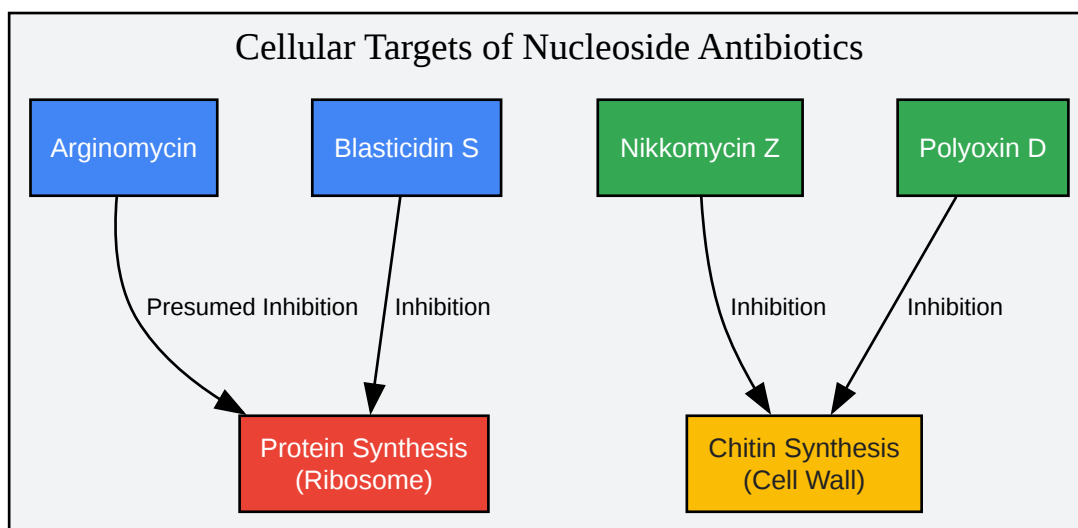 Cellular Targets of Nucleoside Antibiotics
Arginomycin
Blasticidin S
Nikkomycin Z
Polyoxin D
Presumed Inhibition
Inhibition
Inhibition
Inhibition
Protein Synthesis
(Ribosome)
Chitin Synthesis
(Cell Wall)